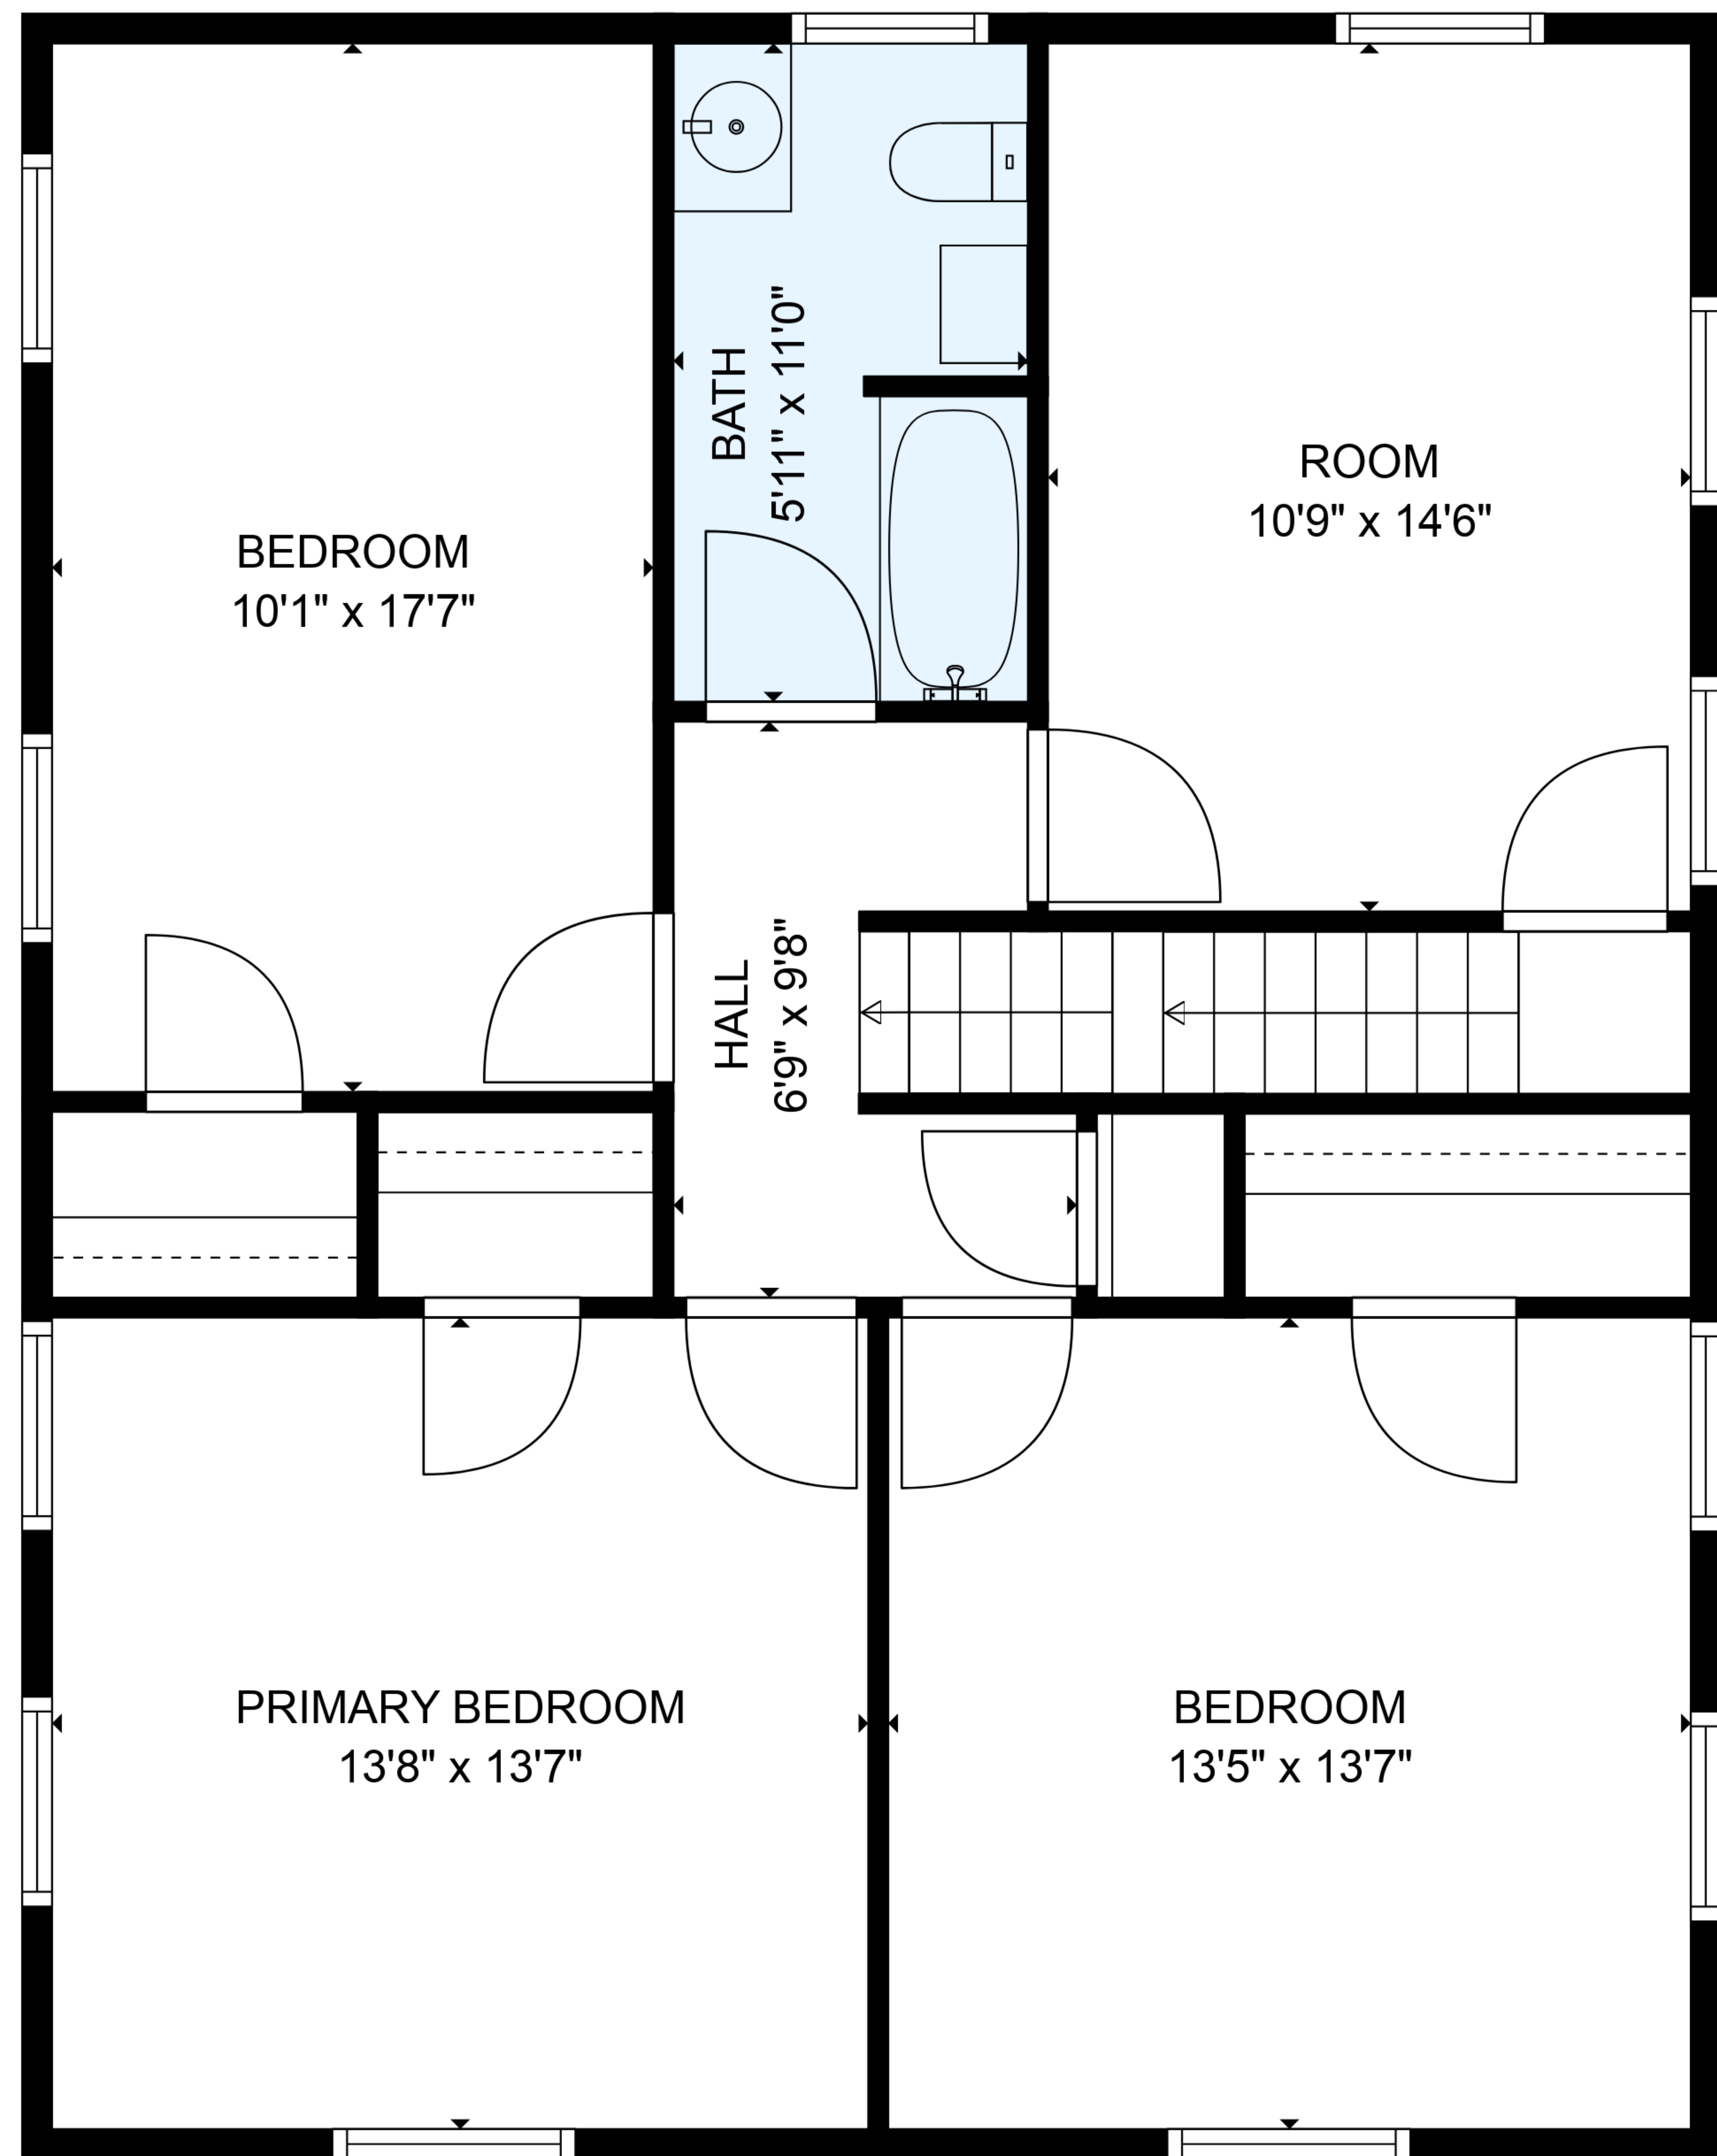 BATH
5'11" x 11'0"
ROOM
10'9" x 14'6"
BEDROOM
10'1" x 17'7"
HALL
6'9" x 9'8"
PRIMARY BEDROOM
13'8" x 13'7"
BEDROOM
13'5" x 13'7"